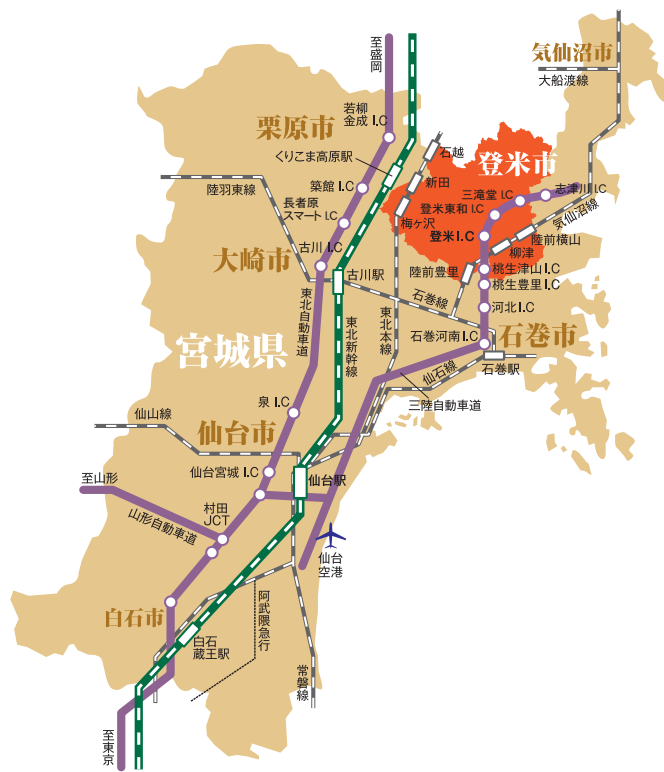 至盛岡
気仙沼市
大船渡線
若柳
金成 I.C
栗原市
石越
くりこま高原駅
登米市
新田
陸羽東線
築館 I.C
三滝堂 I.C
志津川 I.C
長者原
スマート I.C
登米東和 I.C
気仙沼線
梅ヶ沢
登米 I.C
陸前横山
古川 I.C
柳津
大崎市
陸前豊里
桃生津山 I.C
古川駅
桃生豊里 I.C
石巻線
河北 I.C
東北自動車道
東北新幹線
東北本線
宮城県
石巻河南 I.C
石巻市
石巻駅
仙石線
三陸自動車道
泉 I.C
仙山線
仙台市
仙台宮城 I.C
仙台駅
至山形
村田
JCT
山形自動車道
仙台
空港
白石市
阿武隈急行
白石
蔵王駅
常磐線
至東京